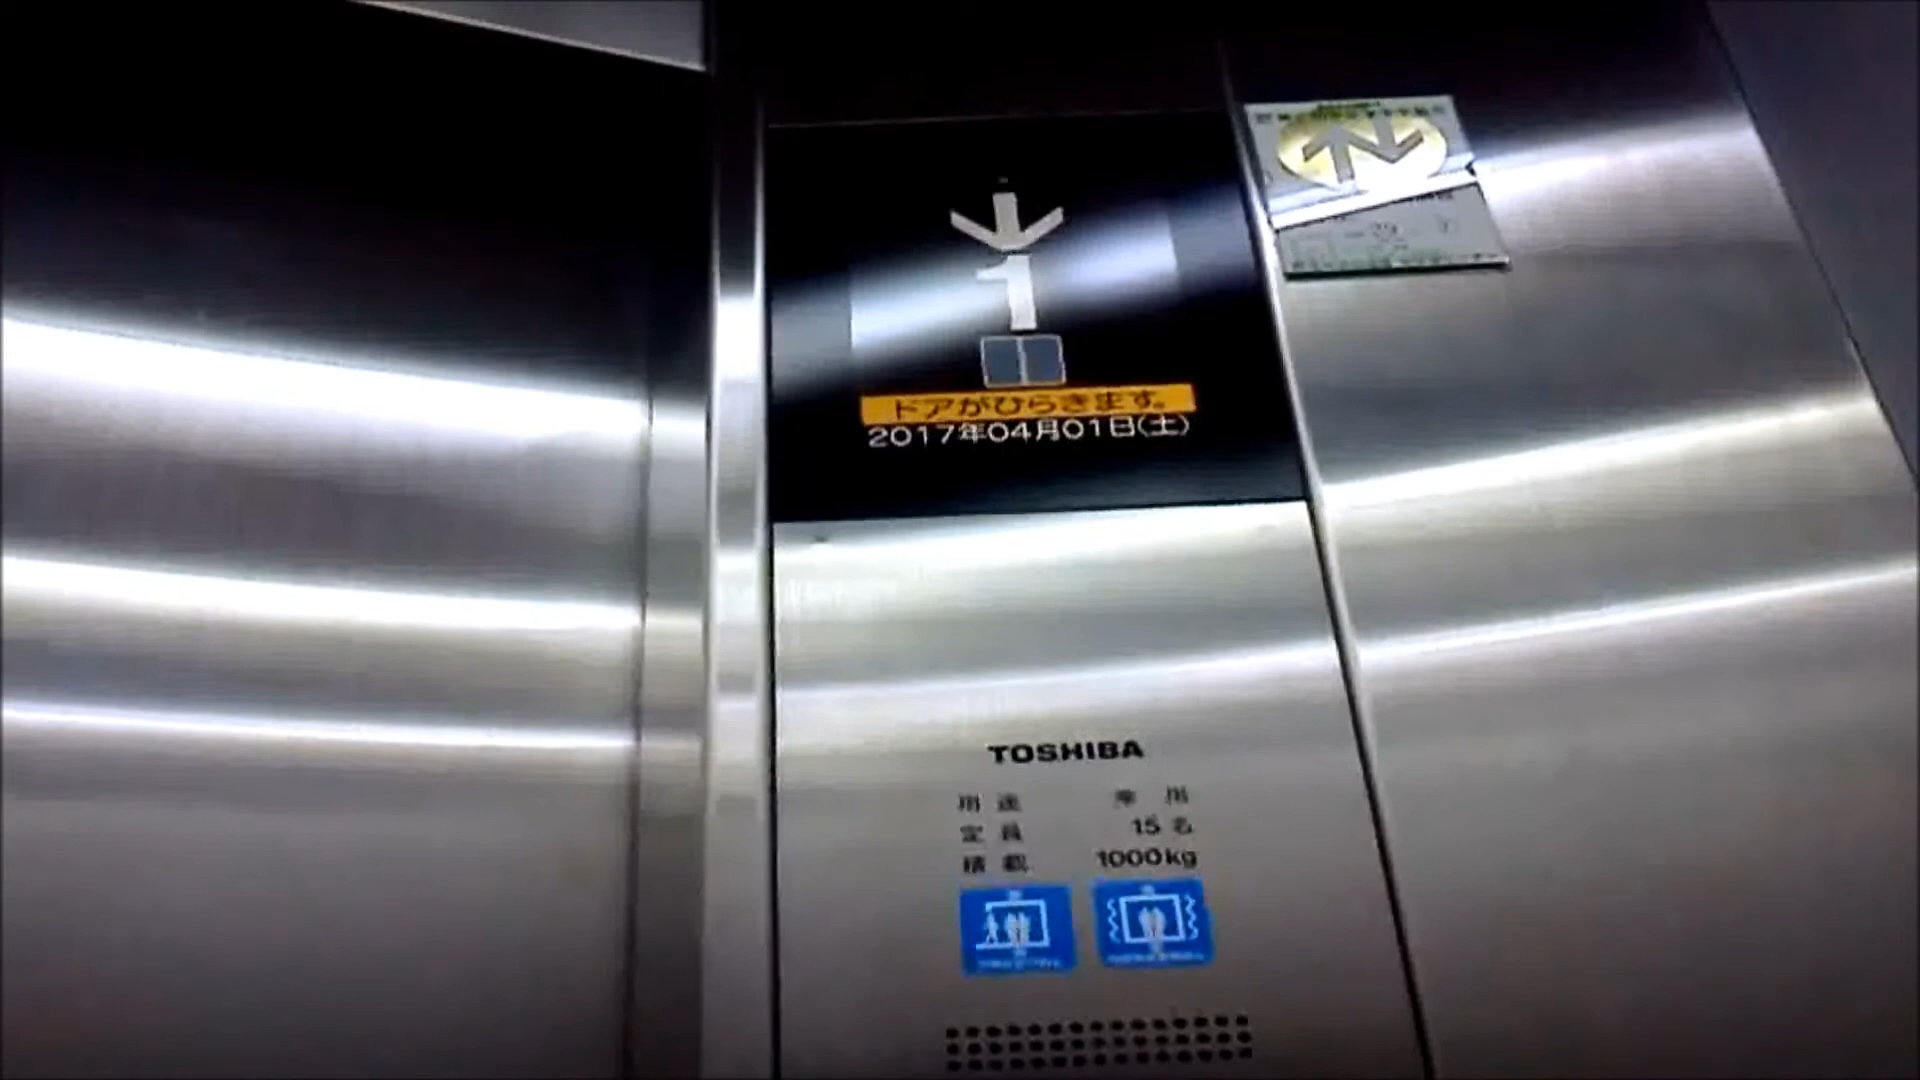 1
ドアがひらきます。
2017年04月01日(土)
TOSHIBA
用途 乗用
定員 15名
積載 1000kg